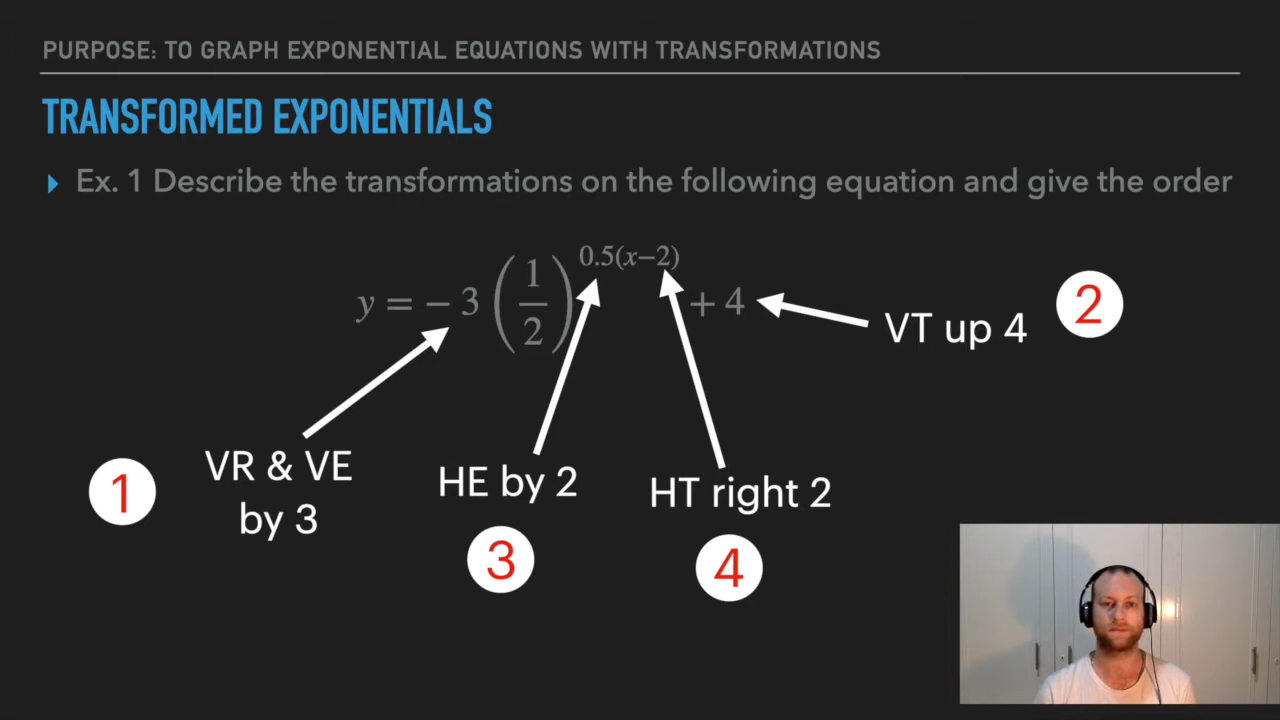 PURPOSE: TO GRAPH EXPONENTIAL EQUATIONS WITH TRANSFORMATIONS
TRANSFORMED EXPONENTIALS
Ex. 1 Describe the transformations on the following equation and give the order
y = − 3 (1/2)^{0.5(x−2)} + 4
VT up 4
2
1
VR & VE
by 3
HE by 2
3
HT right 2
4